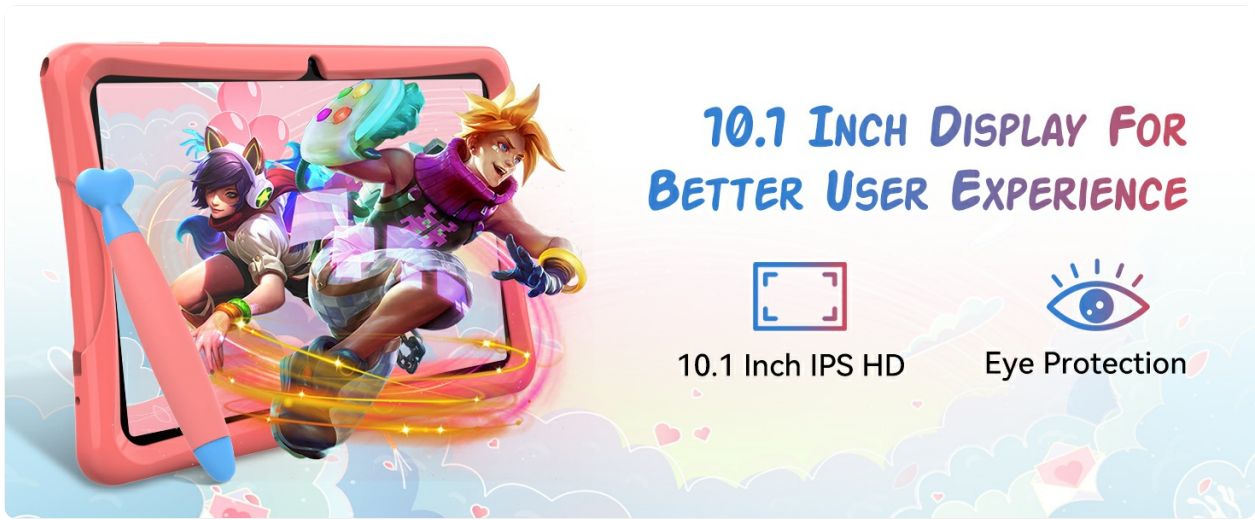 10.1 Inch Display For
Better User Experience
10.1 Inch IPS HD
Eye Protection